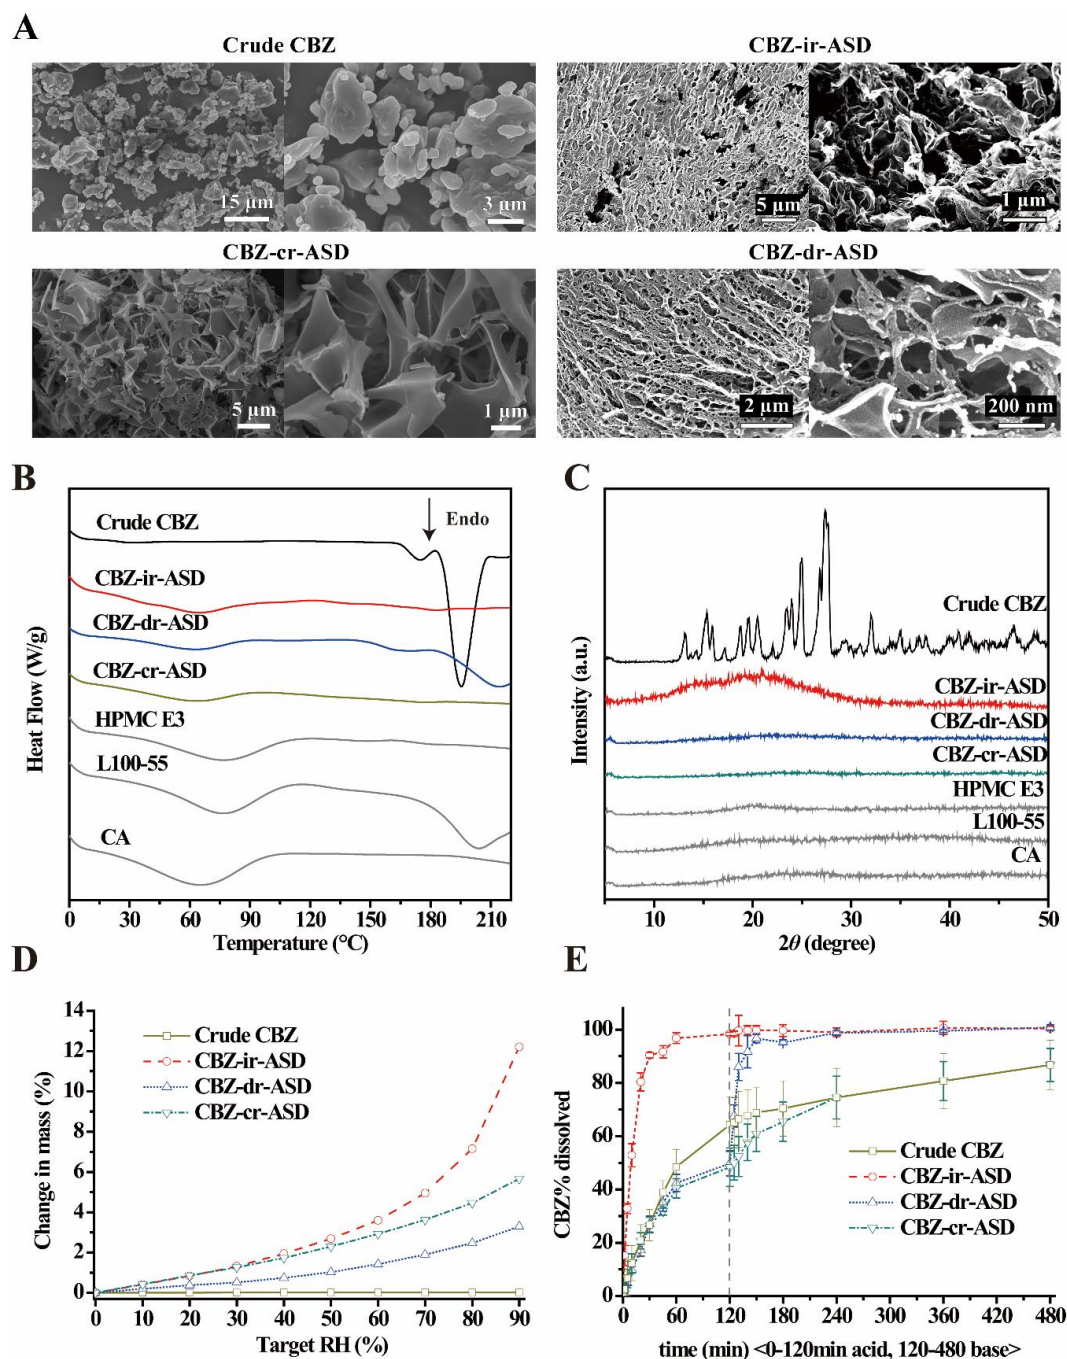 A
Crude CBZ
CBZ-ir-ASD
15 μm
3 μm
5 μm
1 μm
CBZ-cr-ASD
CBZ-dr-ASD
5 μm
1 μm
2 μm
200 nm
B
Heat Flow (W/g)
Endo
Crude CBZ
CBZ-ir-ASD
CBZ-dr-ASD
CBZ-cr-ASD
HPMC E3
L100-55
CA
0 30 60 90 120 150 180 210
Temperature (°C)
C
Intensity (a.u.)
Crude CBZ
CBZ-ir-ASD
CBZ-dr-ASD
CBZ-cr-ASD
HPMC E3
L100-55
CA
10 20 30 40 50
2θ (degree)
D
Change in mass (%)
14
12
10
8
6
4
2
0
Crude CBZ
CBZ-ir-ASD
CBZ-dr-ASD
CBZ-cr-ASD
0 10 20 30 40 50 60 70 80 90
Target RH (%)
E
CBZ% dissolved
100
80
60
40
20
0
Crude CBZ
CBZ-ir-ASD
CBZ-dr-ASD
CBZ-cr-ASD
0 60 120 180 240 300 360 420 480
time (min) <0-120min acid, 120-480 base>